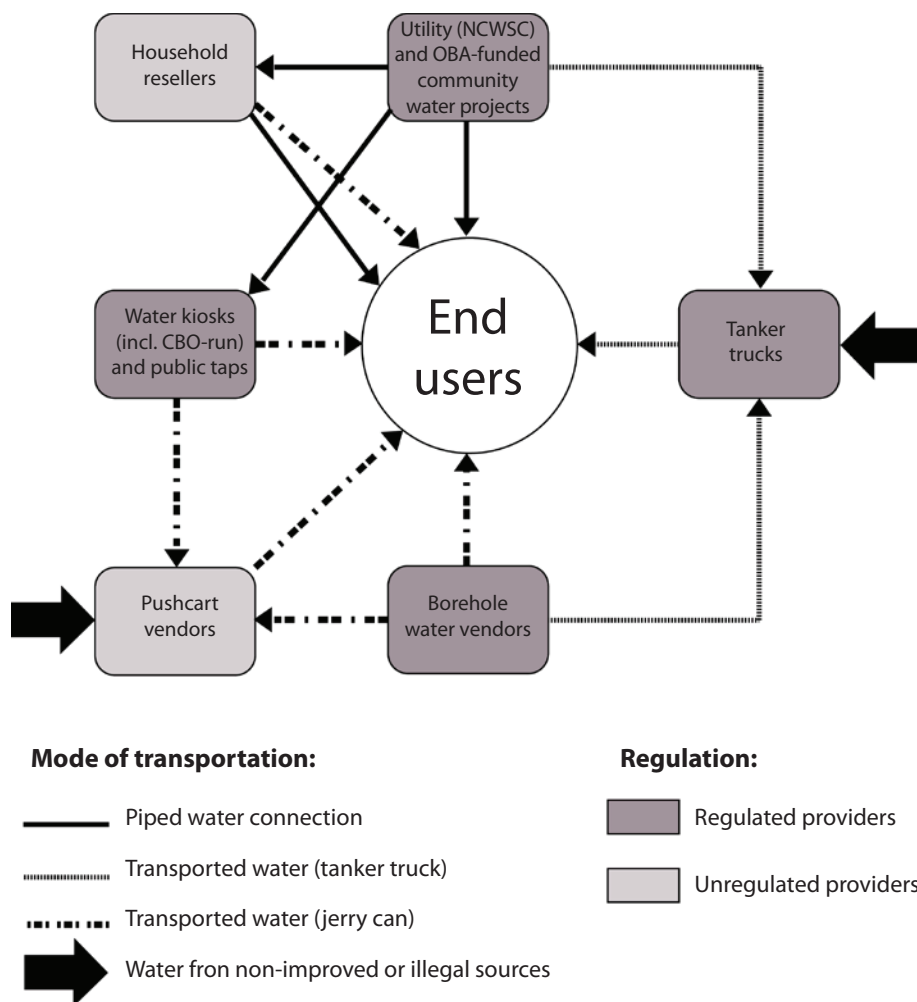 Household
resellers
Utility (NCWSC)
and OBA-funded
community
water projects
Water kiosks
(incl. CBO-run)
and public taps
End
users
Tanker
trucks
Pushcart
vendors
Borehole
water vendors
Mode of transportation:
Piped water connection
Transported water (tanker truck)
Transported water (jerry can)
Water fron non-improved or illegal sources
Regulation:
Regulated providers
Unregulated providers